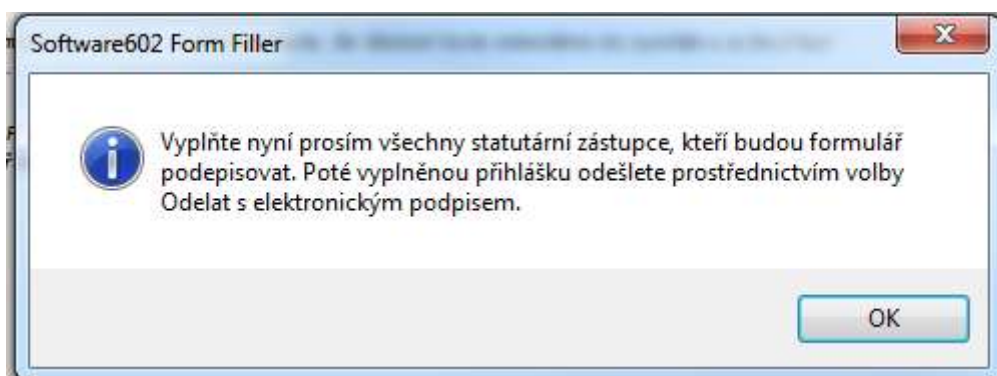 Software602 Form Filler
Vyplňte nyní prosím všechny statutární zástupce, kteří budou formulář
podepisovat. Poté vyplněnou přihlášku odešlete prostřednictvím volby
Odelat s elektronickým podpisem.
OK